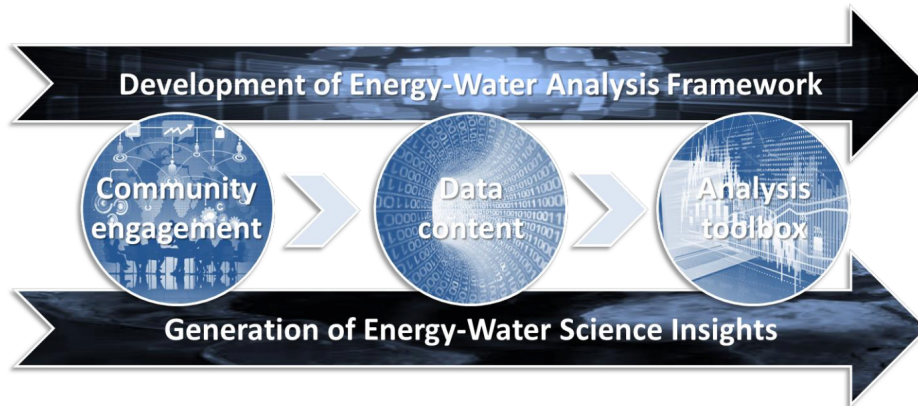 Development of Energy-Water Analysis Framework
Community
engagement
Data
content
Analysis
toolbox
Generation of Energy-Water Science Insights